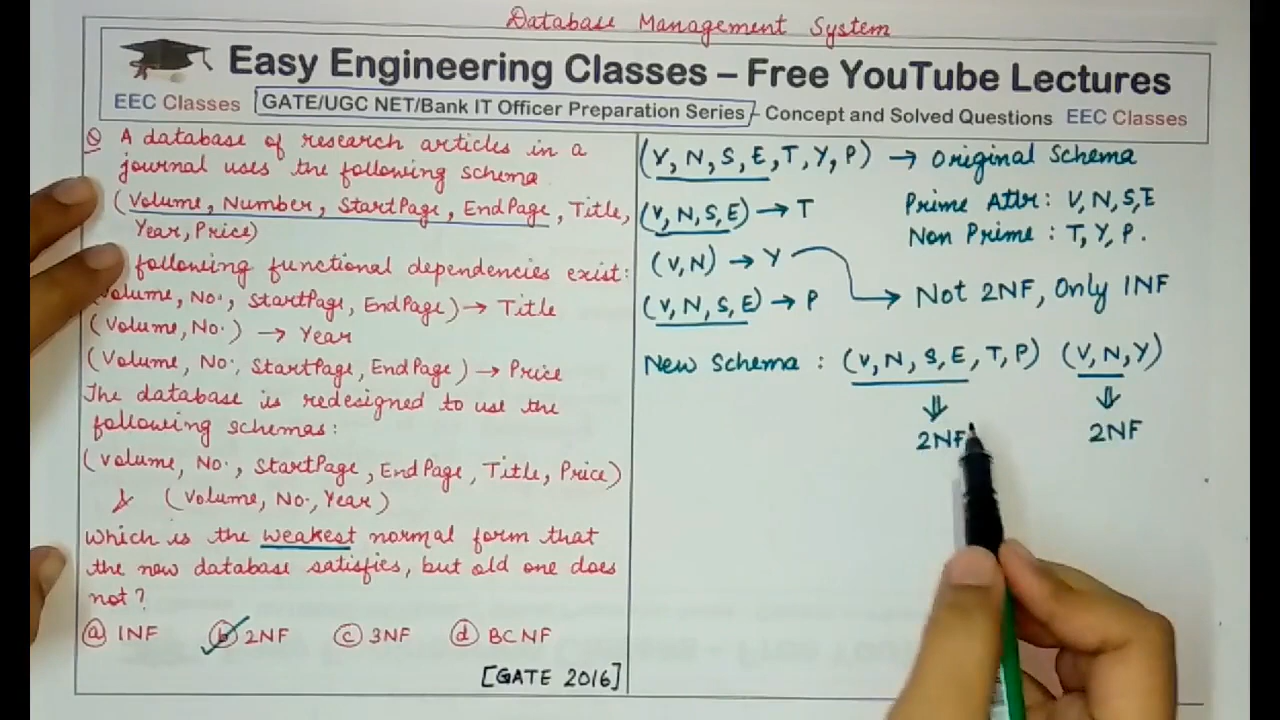 Database Management System
Easy Engineering Classes – Free YouTube Lectures
EEC Classes GATE/UGC NET/Bank IT Officer Preparation Series – Concept and Solved Questions EEC Classes
Q A database of research articles in a
journal uses the following schema
(Volume, Number, StartPage, EndPage, Title,
Year, Price)
following functional dependencies exist:
(Volume, No., StartPage, EndPage) → Title
(Volume, No.) → Year
(Volume, No., StartPage, EndPage) → Price
The database is redesigned to use the
following schemas:
(Volume, No., StartPage, EndPage, Title, Price)
& (Volume, No., Year)
Which is the weakest normal form that
the new database satisfies, but old one does
not?
(a) 1NF (b) 2NF (c) 3NF (d) BCNF
[GATE 2016]
(V, N, S, E, T, Y, P) → Original Schema
Prime Attr: V, N, S, E
(V, N, S, E) → T
Non Prime : T, Y, P.
(V, N) → Y
Not 2NF, Only 1NF
(V, N, S, E) → P
New Schema : (V, N, S, E, T, P) (V, N, Y)
⇓ ⇓
2NF 2NF